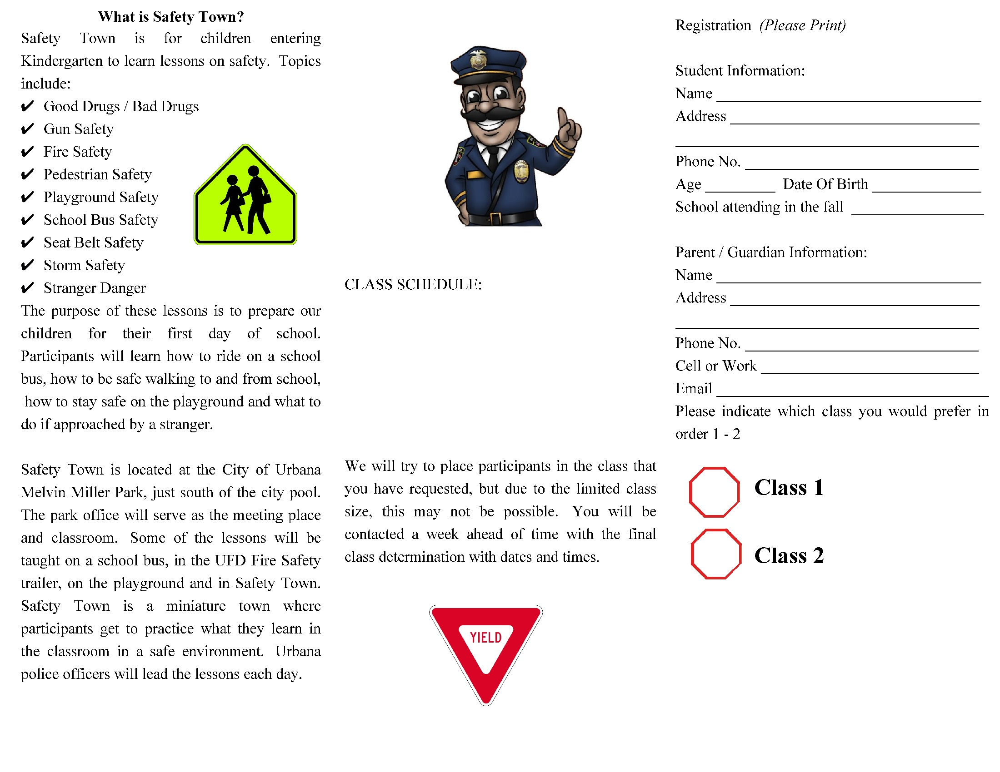 What is Safety Town?
Safety Town is for children entering
Kindergarten to learn lessons on safety. Topics
include:
✔ Good Drugs / Bad Drugs
✔ Gun Safety
✔ Fire Safety
✔ Pedestrian Safety
✔ Playground Safety
✔ School Bus Safety
✔ Seat Belt Safety
✔ Storm Safety
✔ Stranger Danger
The purpose of these lessons is to prepare our
children for their first day of school.
Participants will learn how to ride on a school
bus, how to be safe walking to and from school,
how to stay safe on the playground and what to
do if approached by a stranger.
Safety Town is located at the City of Urbana
Melvin Miller Park, just south of the city pool.
The park office will serve as the meeting place
and classroom. Some of the lessons will be
taught on a school bus, in the UFD Fire Safety
trailer, on the playground and in Safety Town.
Safety Town is a miniature town where
participants get to practice what they learn in
the classroom in a safe environment. Urbana
police officers will lead the lessons each day.
CLASS SCHEDULE:
We will try to place participants in the class that
you have requested, but due to the limited class
size, this may not be possible. You will be
contacted a week ahead of time with the final
class determination with dates and times.
YIELD
Registration (Please Print)
Student Information:
Name
Address
Phone No.
Age Date Of Birth
School attending in the fall
Parent / Guardian Information:
Name
Address
Phone No.
Cell or Work
Email
Please indicate which class you would prefer in
order 1 - 2
Class 1
Class 2